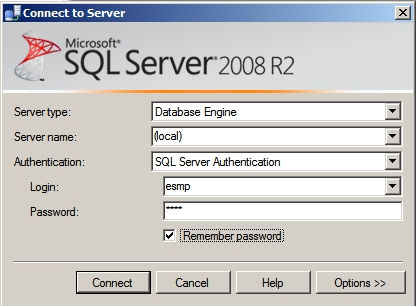 Connect to Server
Microsoft®
SQL Server® 2008 R2
Server type: Database Engine
Server name: (local)
Authentication: SQL Server Authentication
Login: esmp
Password: ****
Remember password
Connect Cancel Help Options >>